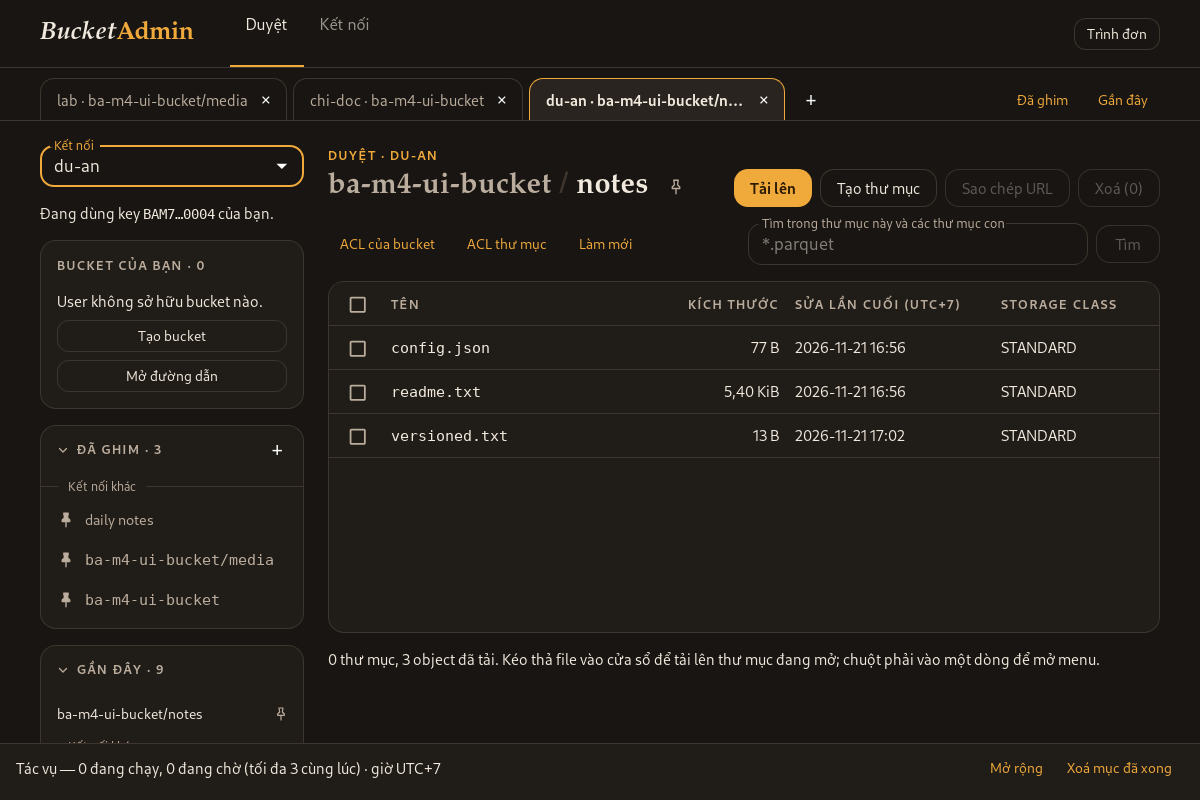 BucketAdmin
Duyệt
Kết nối
Trình đơn
lab · ba-m4-ui-bucket/media ×
chi-doc · ba-m4-ui-bucket ×
du-an · ba-m4-ui-bucket/n... ×
+
Đã ghim
Gần đây
Kết nối
du-an
Đang dùng key BAM7…0004 của bạn.
BUCKET CỦA BẠN · 0
User không sở hữu bucket nào.
Tạo bucket
Mở đường dẫn
ĐÃ GHIM · 3 +
Kết nối khác
daily notes
ba-m4-ui-bucket/media
ba-m4-ui-bucket
GẦN ĐÂY · 9
ba-m4-ui-bucket/notes
DUYỆT · DU-AN
ba-m4-ui-bucket / notes
Tải lên
Tạo thư mục
Sao chép URL
Xoá (0)
ACL của bucket
ACL thư mục
Làm mới
Tìm trong thư mục này và các thư mục con
*.parquet
Tìm
TÊN KÍCH THƯỚC SỬA LẦN CUỐI (UTC+7) STORAGE CLASS
config.json 77 B 2026-11-21 16:56 STANDARD
readme.txt 5,40 KiB 2026-11-21 16:56 STANDARD
versioned.txt 13 B 2026-11-21 17:02 STANDARD
0 thư mục, 3 object đã tải. Kéo thả file vào cửa sổ để tải lên thư mục đang mở; chuột phải vào một dòng để mở menu.
Tác vụ — 0 đang chạy, 0 đang chờ (tối đa 3 cùng lúc) · giờ UTC+7
Mở rộng
Xoá mục đã xong